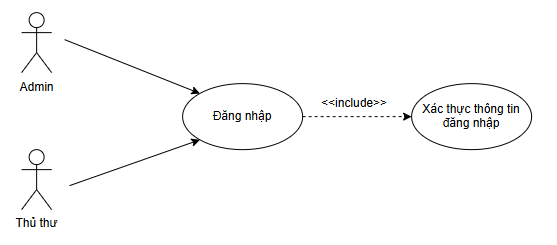 Admin
Đăng nhập
<<include>>
Xác thực thông tin
đăng nhập
Thủ thư